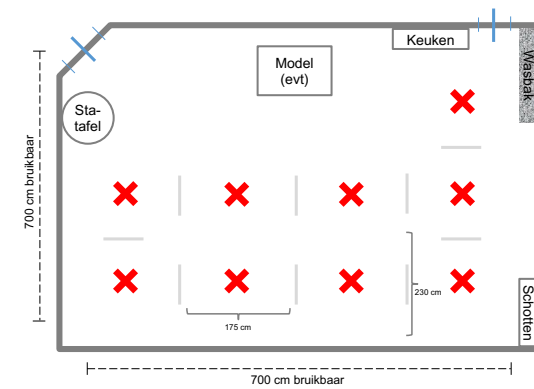 Keuken
Model
(evt)
Wasbak
Sta-
tafel
700 cm bruikbaar
230 cm
175 cm
Schotten
700 cm bruikbaar